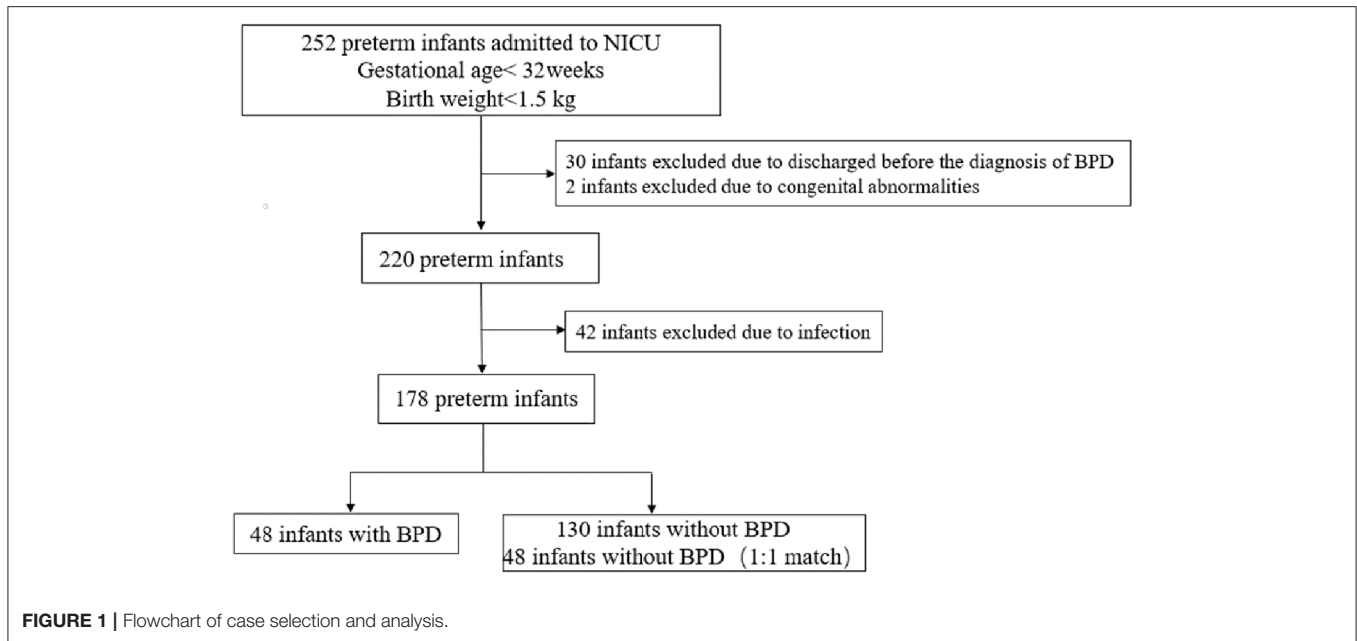 252 preterm infants admitted to NICU
Gestational age< 32weeks
Birth weight<1.5 kg
30 infants excluded due to discharged before the diagnosis of BPD
2 infants excluded due to congenital abnormalities
220 preterm infants
42 infants excluded due to infection
178 preterm infants
48 infants with BPD
130 infants without BPD
48 infants without BPD（1:1 match）
FIGURE 1 | Flowchart of case selection and analysis.